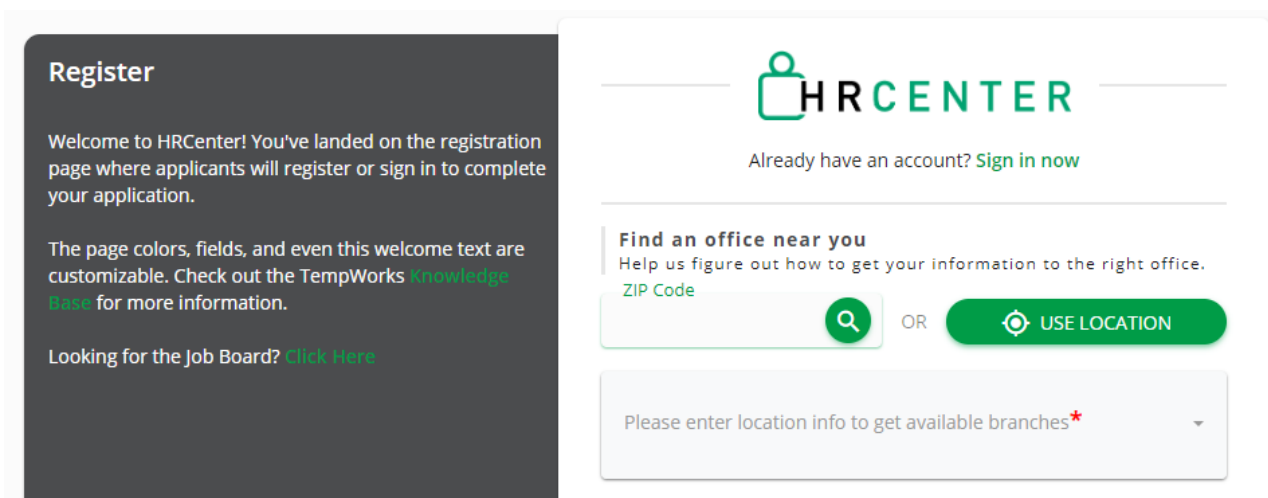 Register
Welcome to HRCenter! You've landed on the registration
page where applicants will register or sign in to complete
your application.
The page colors, fields, and even this welcome text are
customizable. Check out the TempWorks Knowledge
Base for more information.
Looking for the Job Board? Click Here
HRCENTER
Already have an account? Sign in now
Find an office near you
Help us figure out how to get your information to the right office.
ZIP Code
OR
USE LOCATION
Please enter location info to get available branches*